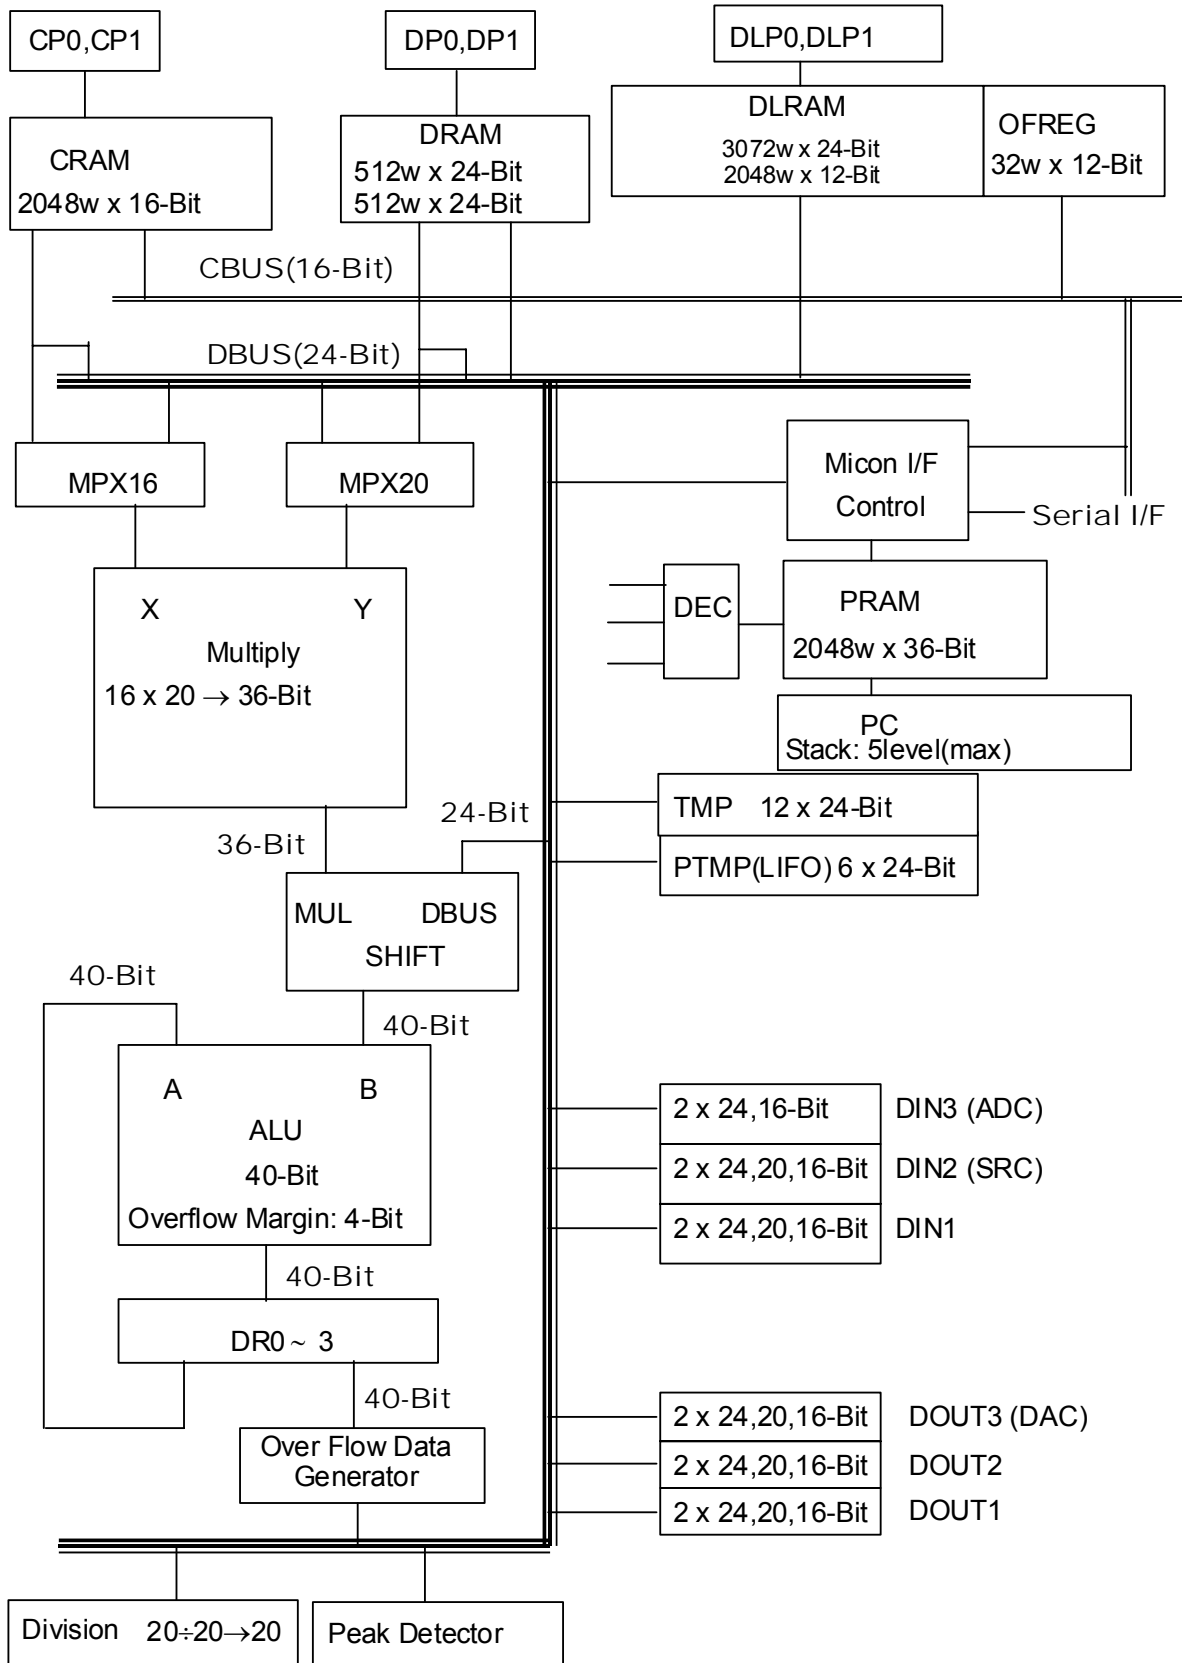 CP0,CP1
DP0,DP1
DLP0,DLP1
CRAM
2048w x 16-Bit
DRAM
512w x 24-Bit
512w x 24-Bit
DLRAM
3072w x 24-Bit
2048w x 12-Bit
OFREG
32w x 12-Bit
CBUS(16-Bit)
DBUS(24-Bit)
MPX16
MPX20
Micon I/F
Control
Serial I/F
X Y
Multiply
16 x 20 → 36-Bit
DEC
PRAM
2048w x 36-Bit
PC
Stack: 5level(max)
TMP 12 x 24-Bit
PTMP(LIFO) 6 x 24-Bit
24-Bit
36-Bit
MUL DBUS
SHIFT
40-Bit
40-Bit
A B
ALU
40-Bit
Overflow Margin: 4-Bit
40-Bit
DR0 ~ 3
40-Bit
Over Flow Data
Generator
2 x 24,16-Bit DIN3 (ADC)
2 x 24,20,16-Bit DIN2 (SRC)
2 x 24,20,16-Bit DIN1
2 x 24,20,16-Bit DOUT3 (DAC)
2 x 24,20,16-Bit DOUT2
2 x 24,20,16-Bit DOUT1
Division 20÷20→20
Peak Detector